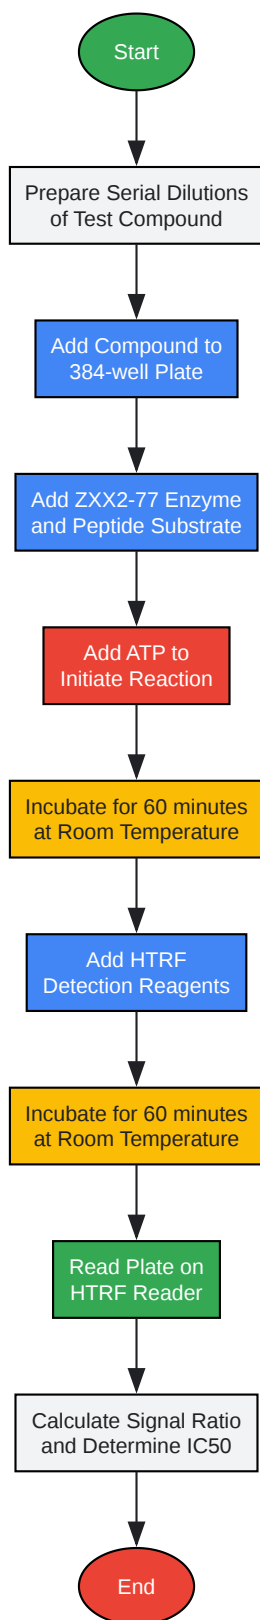 Start
Prepare Serial Dilutions
of Test Compound
Add Compound to
384-well Plate
Add ZXX2-77 Enzyme
and Peptide Substrate
Add ATP to
Initiate Reaction
Incubate for 60 minutes
at Room Temperature
Add HTRF
Detection Reagents
Incubate for 60 minutes
at Room Temperature
Read Plate on
HTRF Reader
Calculate Signal Ratio
and Determine IC50
End